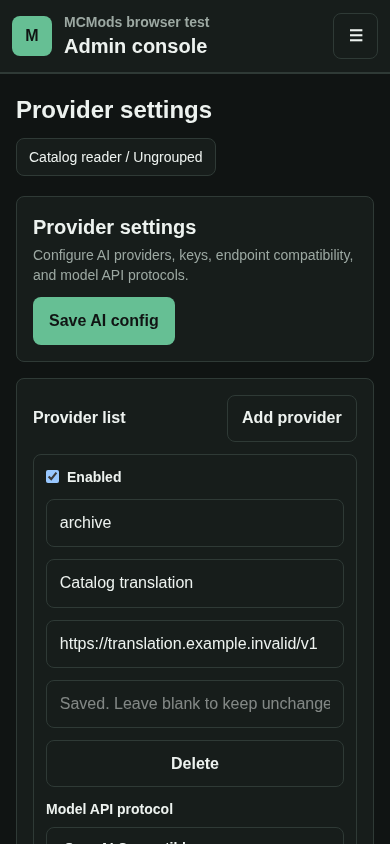 M
MCMods browser test
Admin console
☰
Provider settings
Catalog reader / Ungrouped
Provider settings
Configure AI providers, keys, endpoint compatibility,
and model API protocols.
Save AI config
Provider list
Add provider
Enabled
archive
Catalog translation
https://translation.example.invalid/v1
Saved. Leave blank to keep unchange
Delete
Model API protocol